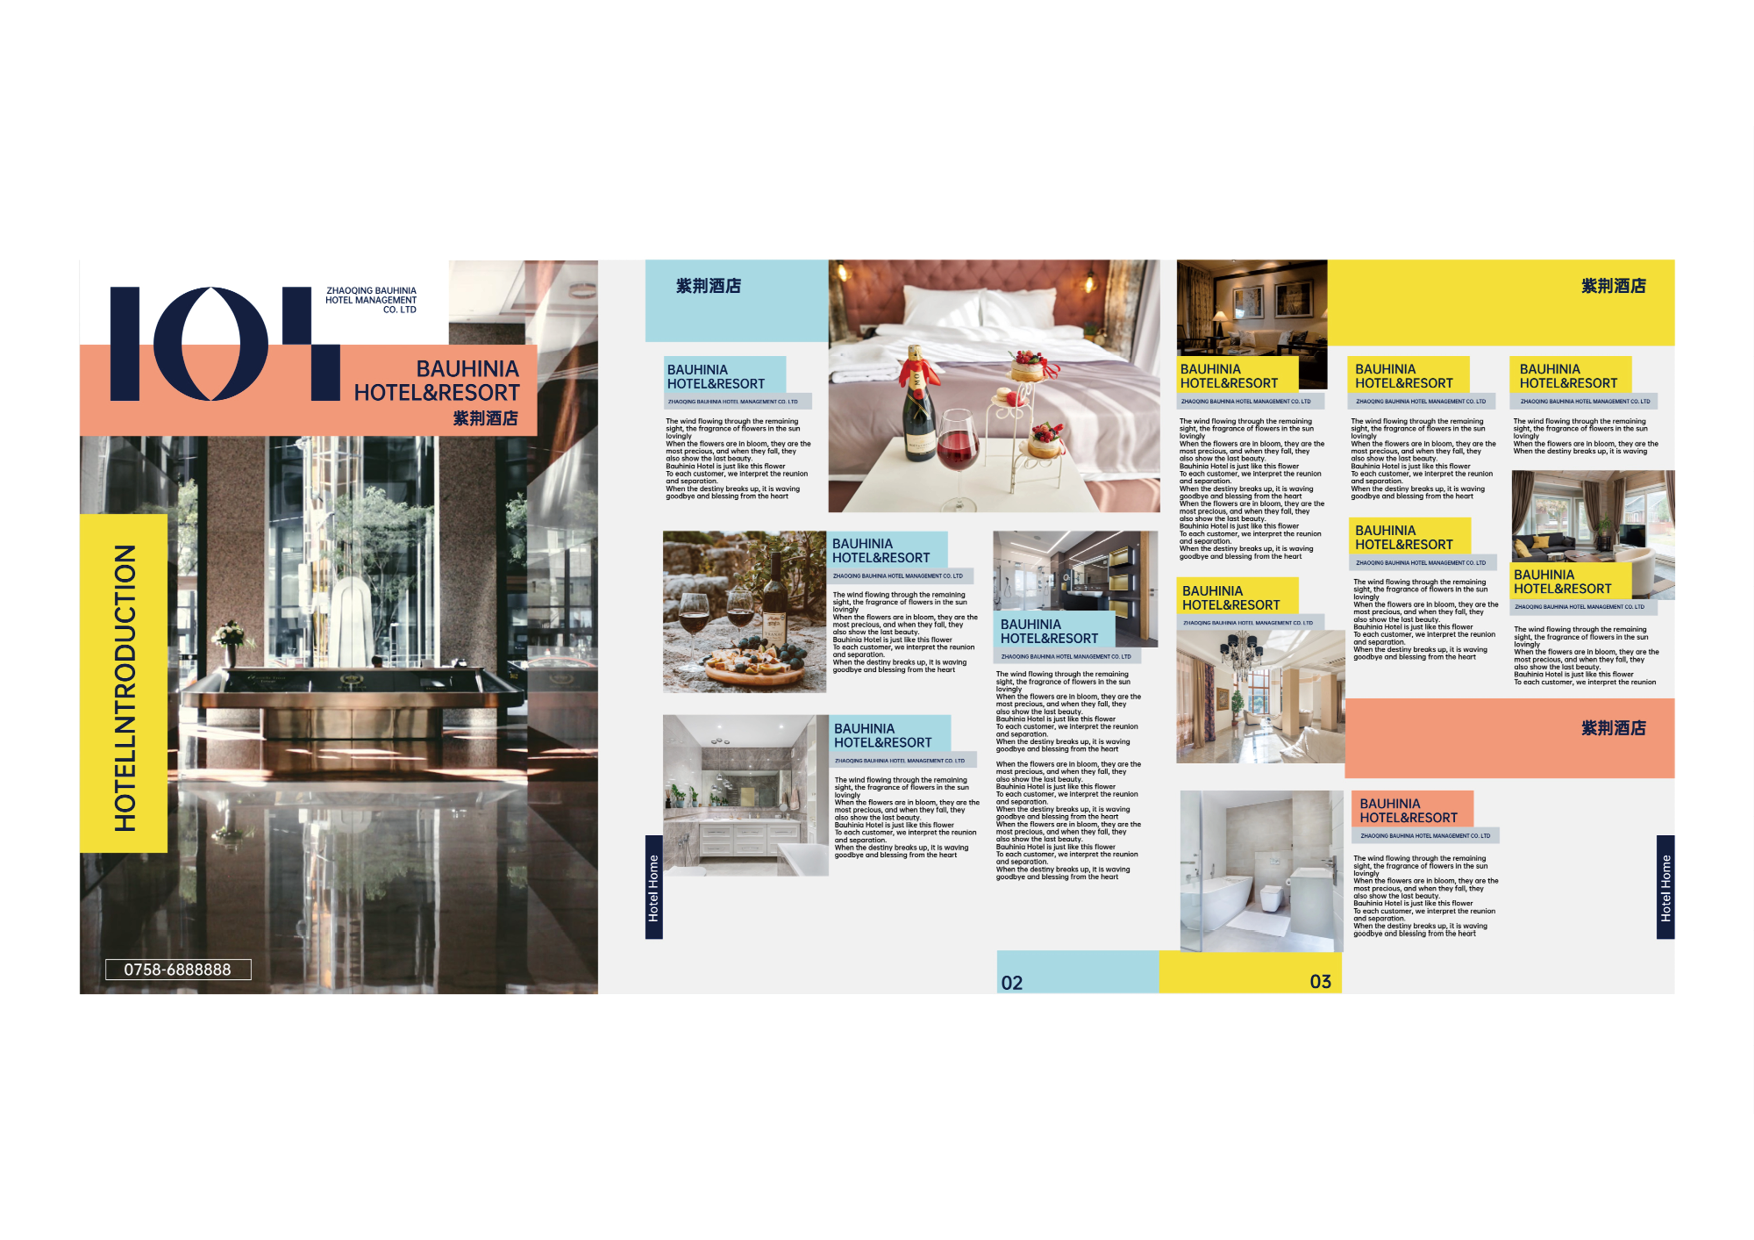 101
ZHAOQING BAUHINIA
HOTEL MANAGEMENT
CO. LTD
BAUHINIA
HOTEL&RESORT
紫荆酒店
HOTELLNTRODUCTION
0758-6888888
紫荆酒店
BAUHINIA
HOTEL&RESORT
ZHAOQING BAUHINIA HOTEL MANAGEMENT CO. LTD
The wind flowing through the remaining
sight, the fragrance of flowers in the sun
lovingly
When the flowers are in bloom, they are the
most precious, and when they fall, they
also show the last beauty.
Bauhinia Hotel is just like this flower
To each customer, we interpret the reunion
and separation.
When the destiny breaks up, it is waving
goodbye and blessing from the heart
BAUHINIA
HOTEL&RESORT
ZHAOQING BAUHINIA HOTEL MANAGEMENT CO. LTD
The wind flowing through the remaining
sight, the fragrance of flowers in the sun
lovingly
When the flowers are in bloom, they are the
most precious, and when they fall, they
also show the last beauty.
Bauhinia Hotel is just like this flower
To each customer, we interpret the reunion
and separation.
When the destiny breaks up, it is waving
goodbye and blessing from the heart
BAUHINIA
HOTEL&RESORT
ZHAOQING BAUHINIA HOTEL MANAGEMENT CO. LTD
The wind flowing through the remaining
sight, the fragrance of flowers in the sun
lovingly
When the flowers are in bloom, they are the
most precious, and when they fall, they
also show the last beauty.
Bauhinia Hotel is just like this flower
To each customer, we interpret the reunion
and separation.
When the destiny breaks up, it is waving
goodbye and blessing from the heart
Hotel Home
BAUHINIA
HOTEL&RESORT
ZHAOQING BAUHINIA HOTEL MANAGEMENT CO. LTD
The wind flowing through the remaining
sight, the fragrance of flowers in the sun
lovingly
When the flowers are in bloom, they are the
most precious, and when they fall, they
also show the last beauty.
Bauhinia Hotel is just like this flower
To each customer, we interpret the reunion
and separation.
When the destiny breaks up, it is waving
goodbye and blessing from the heart
When the flowers are in bloom, they are the
most precious, and when they fall, they
also show the last beauty.
Bauhinia Hotel is just like this flower
To each customer, we interpret the reunion
and separation.
When the destiny breaks up, it is waving
goodbye and blessing from the heart
When the flowers are in bloom, they are the
most precious, and when they fall, they
also show the last beauty.
Bauhinia Hotel is just like this flower
To each customer, we interpret the reunion
and separation.
When the destiny breaks up, it is waving
goodbye and blessing from the heart
02
紫荆酒店
BAUHINIA
HOTEL&RESORT
ZHAOQING BAUHINIA HOTEL MANAGEMENT CO. LTD
The wind flowing through the remaining
sight, the fragrance of flowers in the sun
lovingly
When the flowers are in bloom, they are the
most precious, and when they fall, they
also show the last beauty.
Bauhinia Hotel is just like this flower
To each customer, we interpret the reunion
and separation.
When the destiny breaks up, it is waving
goodbye and blessing from the heart
When the flowers are in bloom, they are the
most precious, and when they fall, they
also show the last beauty.
Bauhinia Hotel is just like this flower
To each customer, we interpret the reunion
and separation.
When the destiny breaks up, it is waving
goodbye and blessing from the heart
BAUHINIA
HOTEL&RESORT
ZHAOQING BAUHINIA HOTEL MANAGEMENT CO. LTD
BAUHINIA
HOTEL&RESORT
ZHAOQING BAUHINIA HOTEL MANAGEMENT CO. LTD
The wind flowing through the remaining
sight, the fragrance of flowers in the sun
lovingly
When the flowers are in bloom, they are the
most precious, and when they fall, they
also show the last beauty.
Bauhinia Hotel is just like this flower
To each customer, we interpret the reunion
and separation.
When the destiny breaks up, it is waving
goodbye and blessing from the heart
BAUHINIA
HOTEL&RESORT
ZHAOQING BAUHINIA HOTEL MANAGEMENT CO. LTD
The wind flowing through the remaining
sight, the fragrance of flowers in the sun
lovingly
When the flowers are in bloom, they are the
most precious, and when they fall, they
also show the last beauty.
Bauhinia Hotel is just like this flower
To each customer, we interpret the reunion
and separation.
When the destiny breaks up, it is waving
goodbye and blessing from the heart
BAUHINIA
HOTEL&RESORT
ZHAOQING BAUHINIA HOTEL MANAGEMENT CO. LTD
The wind flowing through the remaining
sight, the fragrance of flowers in the sun
lovingly
When the flowers are in bloom, they are the
When the destiny breaks up, it is waving
BAUHINIA
HOTEL&RESORT
ZHAOQING BAUHINIA HOTEL MANAGEMENT CO. LTD
The wind flowing through the remaining
sight, the fragrance of flowers in the sun
lovingly
When the flowers are in bloom, they are the
most precious, and when they fall, they
also show the last beauty.
Bauhinia Hotel is just like this flower
To each customer, we interpret the reunion
紫荆酒店
BAUHINIA
HOTEL&RESORT
ZHAOQING BAUHINIA HOTEL MANAGEMENT CO. LTD
The wind flowing through the remaining
sight, the fragrance of flowers in the sun
lovingly
When the flowers are in bloom, they are the
most precious, and when they fall, they
also show the last beauty.
Bauhinia Hotel is just like this flower
To each customer, we interpret the reunion
and separation.
When the destiny breaks up, it is waving
goodbye and blessing from the heart
Hotel Home
03